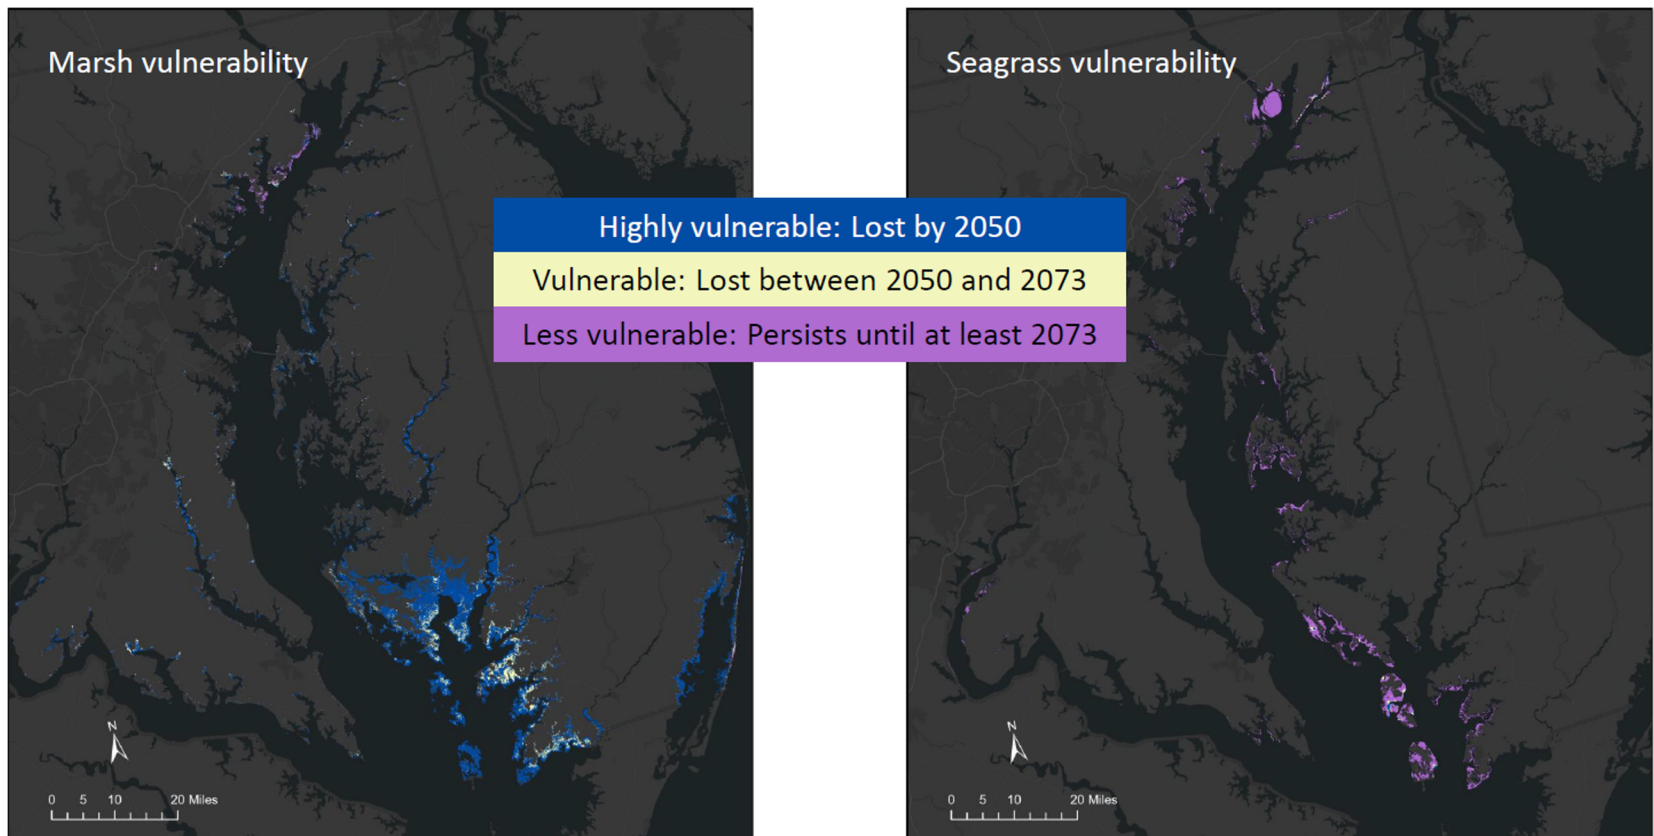 Marsh vulnerability
Seagrass vulnerability
Highly vulnerable: Lost by 2050
Vulnerable: Lost between 2050 and 2073
Less vulnerable: Persists until at least 2073
N
0 5 10 20 Miles
N
0 5 10 20 Miles